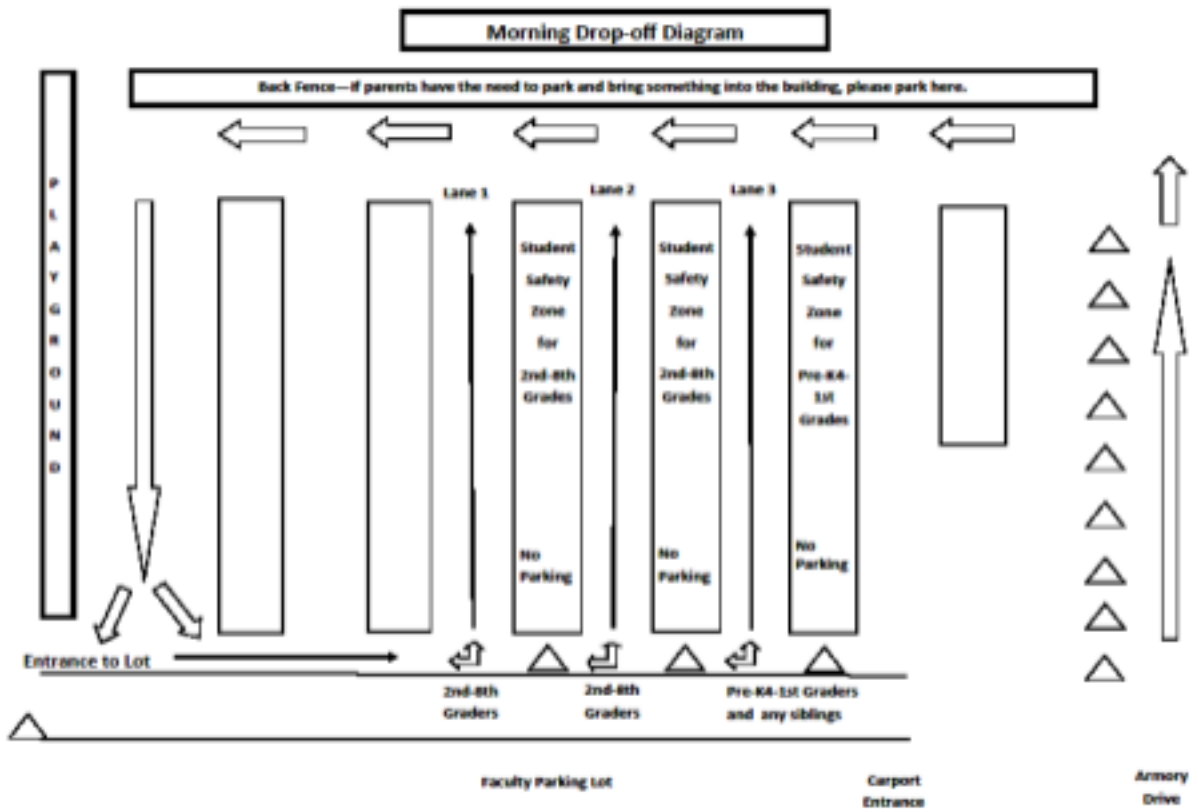 Morning Drop-off Diagram
Back Fence—If parents have the need to park and bring something into the building, please park here.
PLAYGROUND
Lane 1
Lane 2
Lane 3
Student
Safety
Zone
for
2nd-8th
Grades
No
Parking
Student
Safety
Zone
for
2nd-8th
Grades
No
Parking
Student
Safety
Zone
for
Pre-K4-
1st
Grades
No
Parking
Entrance to Lot
2nd-8th
Graders
2nd-8th
Graders
Pre-K4-1st Graders
and any siblings
Faculty Parking Lot
Carport
Entrance
Armory
Drive